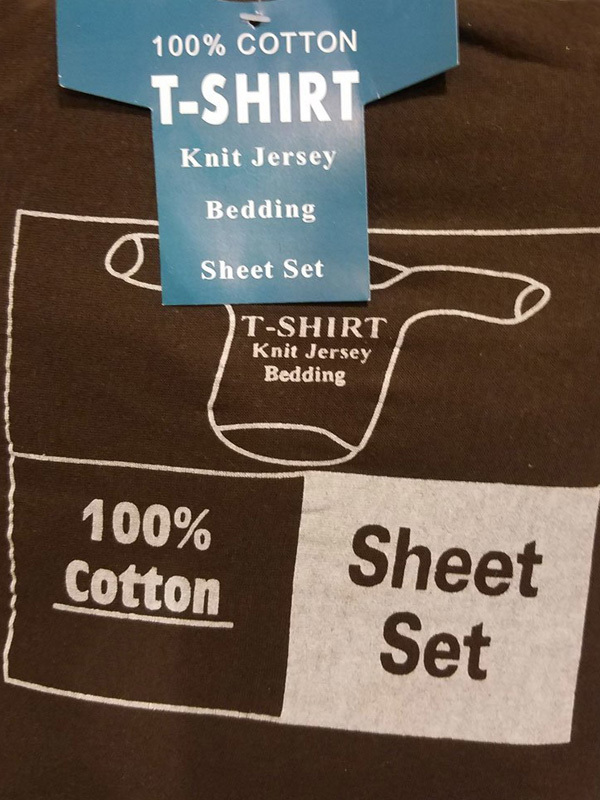 100% COTTON
T-SHIRT
Knit Jersey
Bedding
Sheet Set
T-SHIRT
Knit Jersey
Bedding
100%
Cotton
Sheet
Set